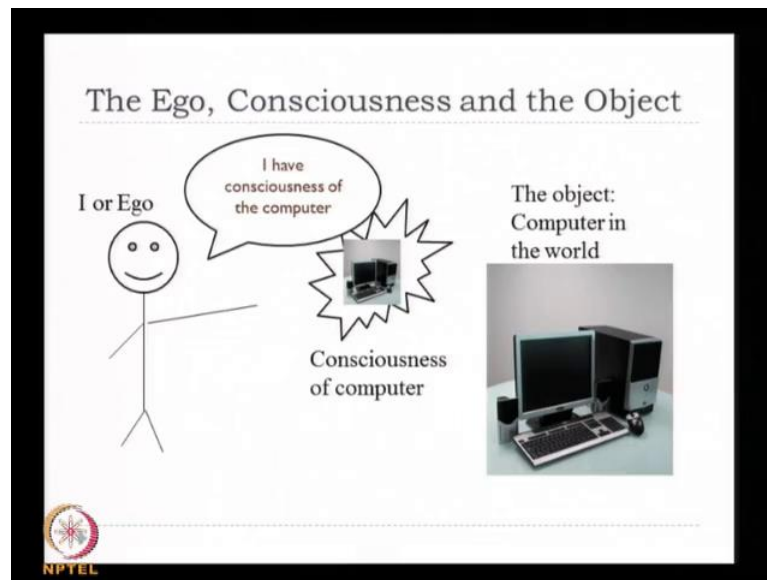 The Ego, Consciousness and the Object
I have
consciousness of
the computer
I or Ego
The object:
Computer in
the world
Consciousness
of computer
NPTEL